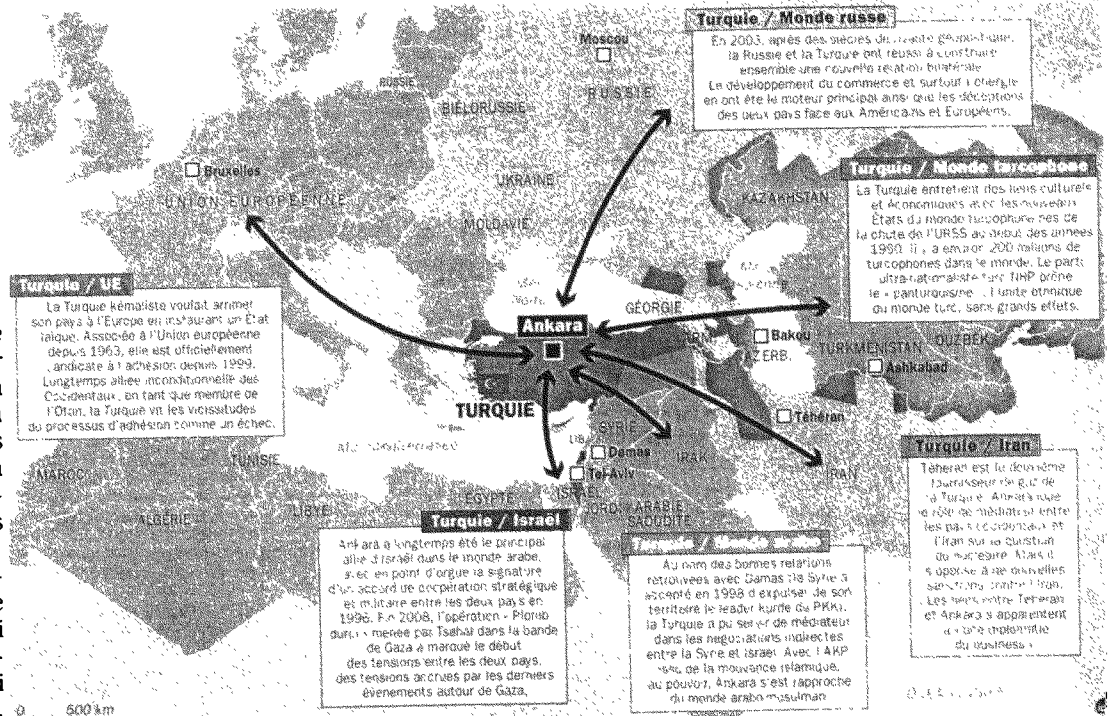 Turquie / Monde russe
En 2003, après des siècles de géopolitique,
la Russie et la Turquie ont réussi à construire
ensemble une nouvelle relation bilatérale.
Le développement du commerce et surtout l'énergie
en ont été le moteur principal ainsi que les déceptions
des deux pays face aux Américains et Européens.
Moscou
RUSSIE
RUSSIE
BIÉLORUSSIE
Bruxelles
UNION EUROPÉENNE
UKRAINE
MOLDAVIE
KAZAKHSTAN
Turquie / Monde turcophone
La Turquie entretient des liens culturels
et économiques avec les nouveaux
États du monde turcophone nés de
la chute de l'URSS au début des années
1990. Il y a environ 200 millions de
turcophones dans le monde. Le parti
ultra-nationaliste turc MHP prône
le « panturquisme », l'unité ethnique
du monde turc, sans grands effets.
Turquie / UE
La Turquie kémaliste voulait arrimer
son pays à l'Europe en instaurant un État
laïque. Associée à l'Union européenne
depuis 1963, elle est officiellement
candidate à l'adhésion depuis 1999.
Longtemps alliée inconditionnelle des
Occidentaux, en tant que membre de
l'Otan, la Turquie vit les vicissitudes
du processus d'adhésion comme un échec.
GÉORGIE
Ankara
ARM.
AZERB.
Bakou
TURKMÉNISTAN
OUZBÉK.
Ashkabad
TURQUIE
Téhéran
SYRIE
LIB.
Damas
IRAK
IRAN
Tel-Aviv
ISRAËL
JORD.
ARABIE
SAOUDITE
MAROC
ALGÉRIE
TUNISIE
LIBYE
ÉGYPTE
Turquie / Iran
Téhéran est le deuxième
fournisseur de gaz de
la Turquie. Ankara joue
le rôle de médiateur entre
les pays occidentaux et
l'Iran sur la question
du nucléaire. Mais il
s'oppose à de nouvelles
sanctions contre l'Iran.
Les liens entre Téhéran
et Ankara s'apparentent
à une diplomatie
du business
Turquie / Israël
Ankara a longtemps été le principal
allié d'Israël dans le monde arabe,
avec en point d'orgue la signature
d'un accord de coopération stratégique
et militaire entre les deux pays en
1996. En 2008, l'opération « Plomb
durci » menée par Tsahal dans la bande
de Gaza a marqué le début
des tensions entre les deux pays,
des tensions accrues par les derniers
événements autour de Gaza.
Turquie / Monde arabe
Au nom des bonnes relations
retrouvées avec Damas (la Syrie a
accepté en 1998 d'expulser de son
territoire le leader kurde du PKK),
la Turquie a pu servir de médiateur
dans les négociations indirectes
entre la Syrie et Israël. Avec l'AKP
issu de la mouvance islamique,
au pouvoir, Ankara s'est rapproché
du monde arabo-musulman
0 500 km